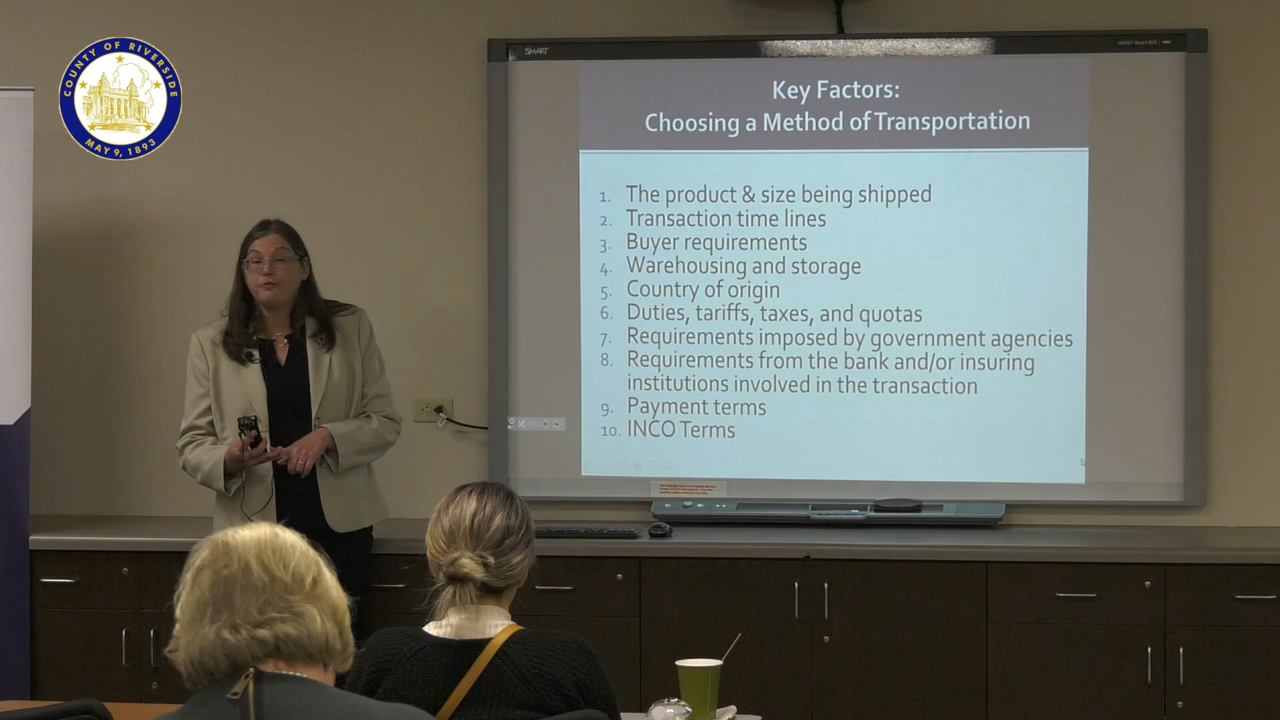 COUNTY OF RIVERSIDE
MAY 9, 1893
SMART
Key Factors:
Choosing a Method of Transportation
1. The product & size being shipped
2. Transaction time lines
3. Buyer requirements
4. Warehousing and storage
5. Country of origin
6. Duties, tariffs, taxes, and quotas
7. Requirements imposed by government agencies
8. Requirements from the bank and/or insuring
institutions involved in the transaction
9. Payment terms
10. INCO Terms